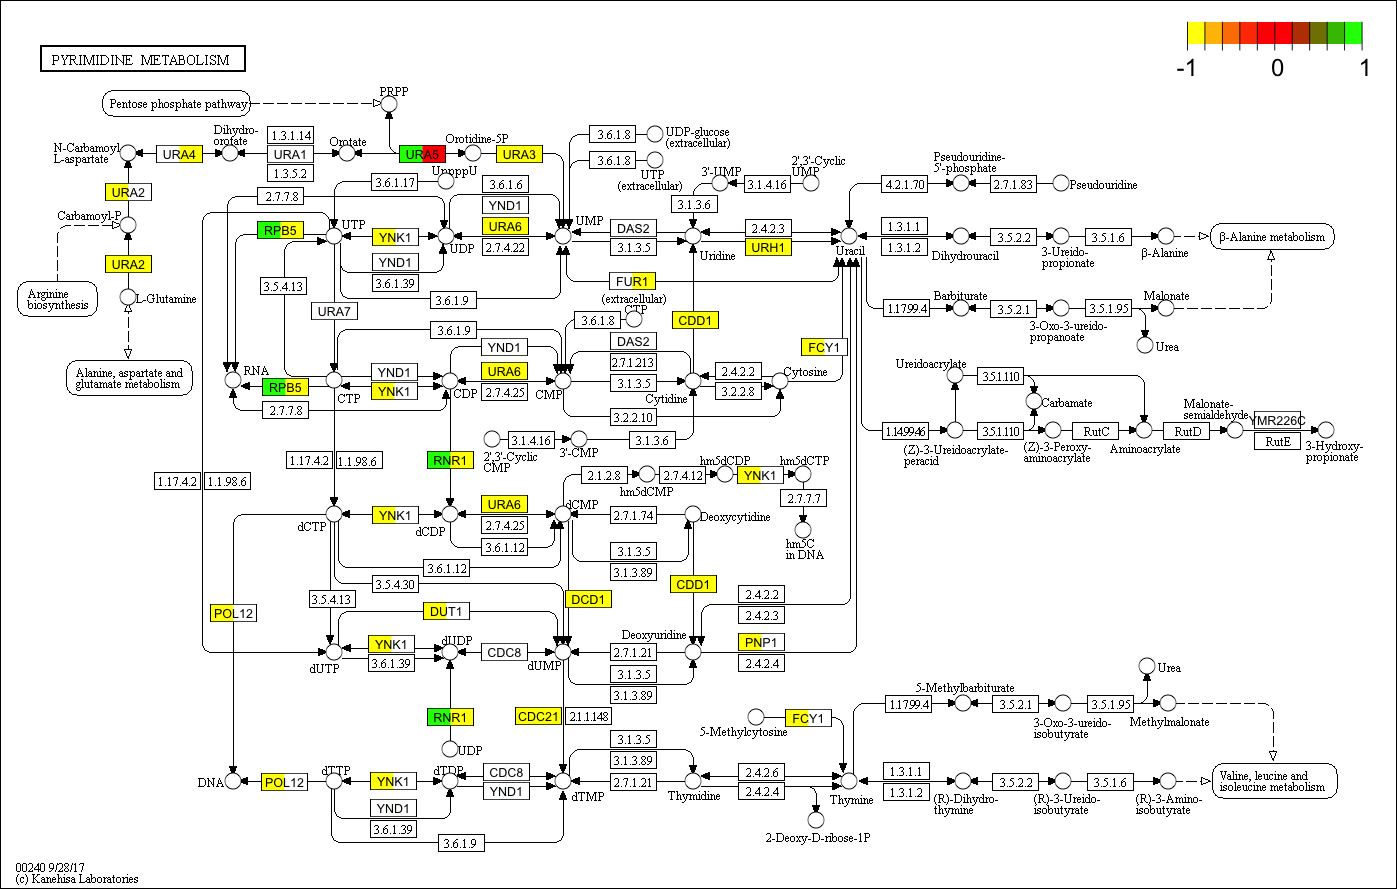 -1 0 1
PYRIMIDINE METABOLISM
Pentose phosphate pathway
PRPP
N-Carbamoyl
L-aspartate
URA4
Dihydro-
orotate
1.3.1.14
URA1
1.3.5.2
Orotate
URA5
Orotidine-5P
URA3
3.6.1.8
UDP-glucose
(extracellular)
3.6.1.8
UTP
(extracellular)
3'-UMP
3.1.4.16
2',3'-Cyclic
UMP
3.1.3.6
Pseudouridine-
5'-phosphate
4.2.1.70
2.7.1.83
Pseudouridine
URA2
Carbamoyl-P
URA2
L-Glutamine
Arginine
biosynthesis
Alanine, aspartate and
glutamate metabolism
UppppU
3.6.1.17
2.7.7.8
3.6.1.6
YND1
URA6
2.7.4.22
RPB5
UTP
YNK1
UDP
YND1
3.6.1.39
3.6.1.9
UMP
DAS2
3.1.3.5
Uridine
2.4.2.3
URH1
Uracil
FUR1
(extracellular)
CTP
3.6.1.8
1.3.1.1
1.3.1.2
Dihydrouracil
3.5.2.2
3-Ureido-
propionate
3.5.1.6
β-Alanine
β-Alanine metabolism
1.1.99.4
Barbiturate
3.5.2.1
3-Oxo-3-ureido-
propanoate
3.5.1.95
Malonate
Urea
3.5.4.13
URA7
3.6.1.9
YND1
URA6
2.7.4.25
DAS2
2.7.1.213
3.1.3.5
CDD1
FCY1
2.4.2.2
3.2.2.8
Cytosine
3.2.2.10
RNA
RPB5
CTP
YND1
YNK1
CDP
CMP
Cytidine
2.7.7.8
Ureidoacrylate
3.5.1.110
Carbamate
1.14.99.46
(Z)-3-Ureidoacrylate-
peracid
3.5.1.110
(Z)-3-Peroxy-
aminoacrylate
RutC
Aminoacrylate
RutD
Malonate-
semialdehyde
YMR226C
RutE
3-Hydroxy-
propionate
2',3'-Cyclic
CMP
3.1.4.16
3'-CMP
3.1.3.6
1.17.4.2
1.1.98.6
1.17.4.2
1.1.98.6
RNR1
2.1.2.8
hm5dCMP
2.7.4.12
hm5dCDP
YNK1
hm5dCTP
2.7.7.7
hm5C
in DNA
dCTP
YNK1
dCDP
URA6
2.7.4.25
3.6.1.12
dCMP
2.7.1.74
Deoxycytidine
3.1.3.5
3.1.3.89
3.6.1.12
3.5.4.30
3.5.4.13
CDD1
DCD1
2.4.2.2
2.4.2.3
POL12
DUT1
Deoxyuridine
PNP1
2.4.2.4
dUTP
YNK1
3.6.1.39
dUDP
CDC8
dUMP
2.7.1.21
3.1.3.5
3.1.3.89
RNR1
UDP
CDC21
2.1.1.148
5-Methylcytosine
FCY1
1.1.99.4
5-Methylbarbiturate
3.5.2.1
3-Oxo-3-ureido-
isobutyrate
3.5.1.95
Methylmalonate
Urea
DNA
POL12
dTTP
YNK1
dTDP
YND1
3.6.1.39
3.6.1.9
CDC8
YND1
dTMP
3.1.3.5
3.1.3.89
2.7.1.21
Thymidine
2.4.2.6
2.4.2.4
Thymine
2-Deoxy-D-ribose-1P
1.3.1.1
1.3.1.2
(R)-Dihydro-
thymine
3.5.2.2
(R)-3-Ureido-
isobutyrate
3.5.1.6
(R)-3-Amino-
isobutyrate
Valine, leucine and
isoleucine metabolism
00240 9/28/17
(c) Kanehisa Laboratories